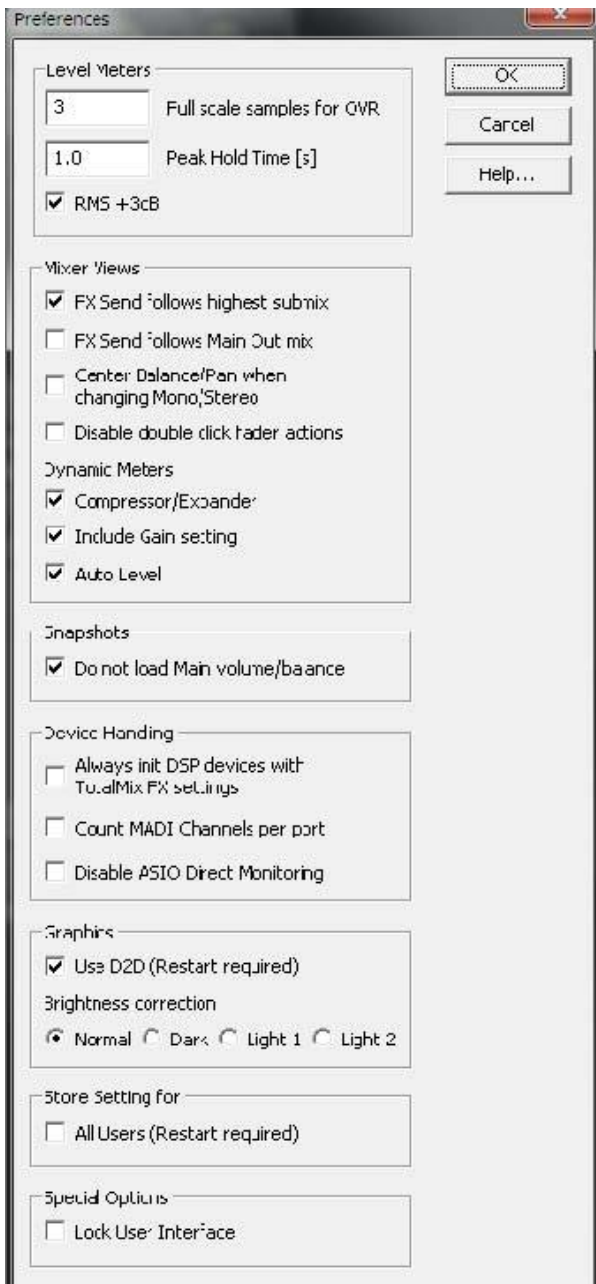 Preferences
Level Meters
3 Full scale samples for OVR
1.0 Peak Hold Time [s]
RMS +3dB
OK
Cancel
Help...
Mixer Views
FX Send follows highest submix
FX Send follows Main Out mix
Center Balance/Pan when
changing Mono/Stereo
Disable double click fader actions
Dynamic Meters
Compressor/Expander
Include Gain setting
Auto Level
Snapshots
Do not load Main volume/balance
Device Handling
Always init DSP devices with
TotalMix FX settings
Count MADI Channels per port
Disable ASIO Direct Monitoring
Graphics
Use D2D (Restart required)
Brightness correction
Normal Dark Light 1 Light 2
Store Setting for
All Users (Restart required)
Special Options
Lock User Interface